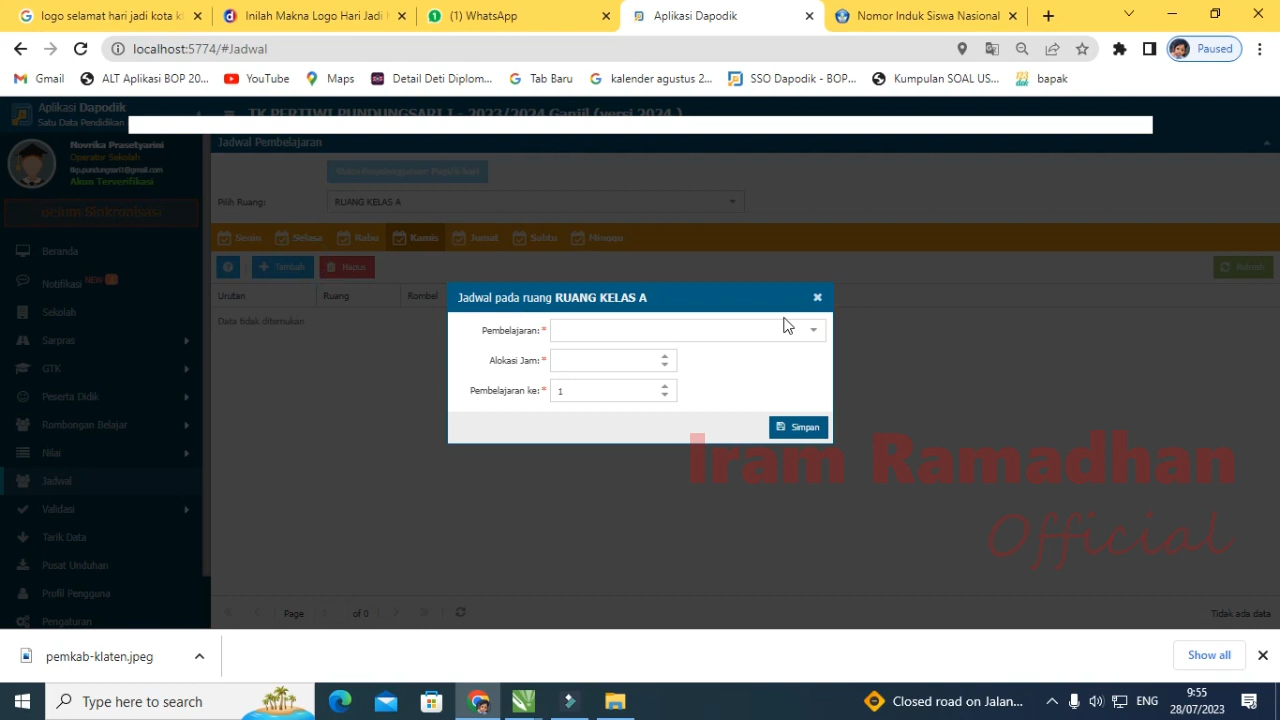 logo selamat hari jadi kota k
Inilah Makna Logo Hari Jadi
(1) WhatsApp
Aplikasi Dapodik
Nomor Induk Siswa Nasional
localhost:5774/#Jadwal
Paused
Gmail
ALT Aplikasi BOP 20...
YouTube
Maps
Detail Deti Diplom...
Tab Baru
kalender agustus 2...
SSO Dapodik - BOP...
Kumpulan SOAL US...
bapak
Aplikasi Dapodik
Satu Data Pendidikan
TK PERTIWI PUNDUNGSARI I - 2023/2024 Ganjil (versi 2024 )
Jadwal Pembelajaran
Novrika Prasetyarini
Operator Sekolah
Akun Terverifikasi
Belum Sinkronisasi
Pilih Ruang:
RUANG KELAS A
Senin
Selasa
Rabu
Kamis
Jumat
Sabtu
Minggu
Tambah
Hapus
Urutan
Ruang
Rombel
Data tidak ditemukan
Beranda
Notifikasi NEW
Sekolah
Sarpras
GTK
Peserta Didik
Rombongan Belajar
Nilai
Jadwal
Validasi
Tarik Data
Pusat Unduhan
Profil Pengguna
Pengaturan
Jadwal pada ruang RUANG KELAS A
Pembelajaran:*
Alokasi Jam:*
Pembelajaran ke:* 1
Simpan
Iram Ramadhan
Official
Page
of 0
Tidak ada data
pemkab-klaten.jpeg
Show all
Type here to search
Closed road on Jalan...
ENG
9:55
28/07/2023